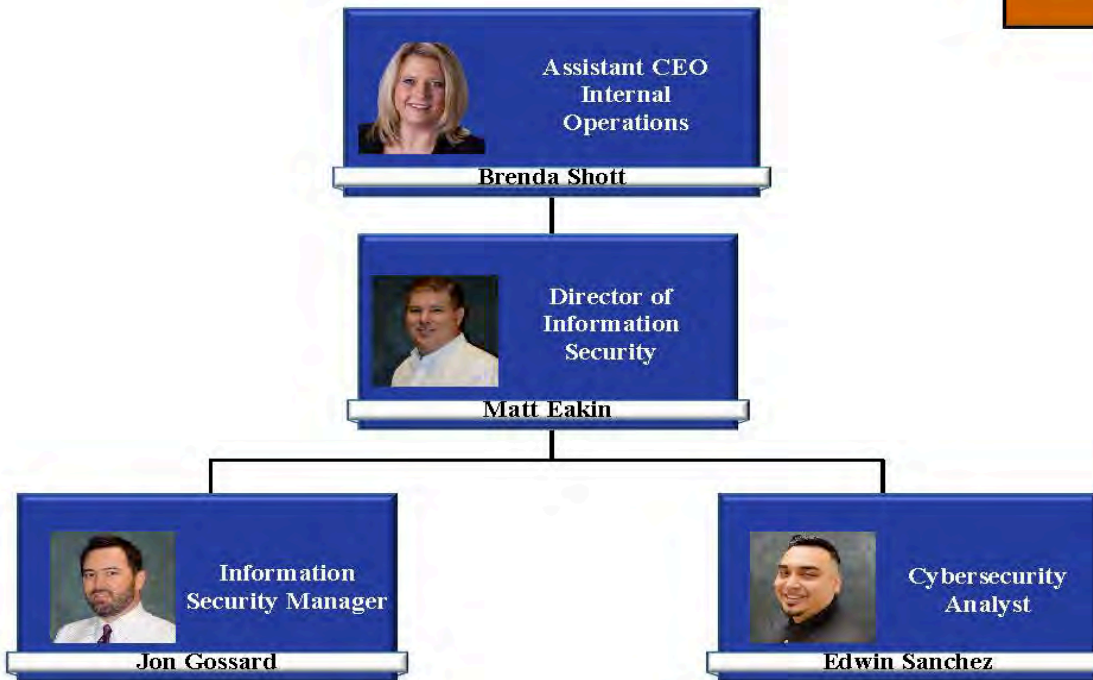 Assistant CEO
Internal
Operations
Brenda Shott
Director of
Information
Security
Matt Eakin
Information
Security Manager
Jon Gossard
Cybersecurity
Analyst
Edwin Sanchez